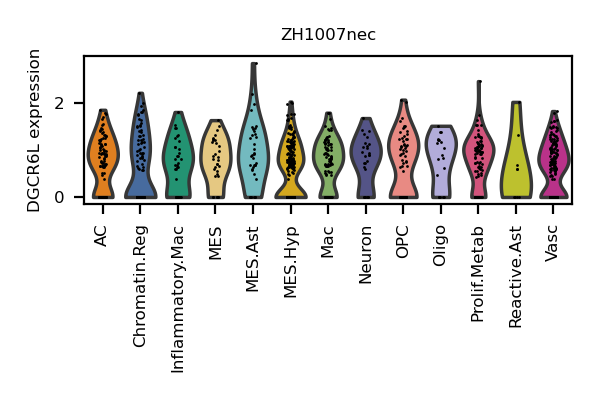 ZH1007nec
DGCR6L expression
2
0
AC
Chromatin.Reg
Inflammatory.Mac
MES
MES.Ast
MES.Hyp
Mac
Neuron
OPC
Oligo
Prolif.Metab
Reactive.Ast
Vasc